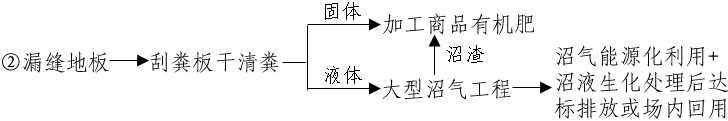 固体
加工商品有机肥
②漏缝地板
刮粪板干清粪
沼渣
液体
大型沼气工程
沼气能源化利用+
沼液生化处理后达
标排放或场内回用